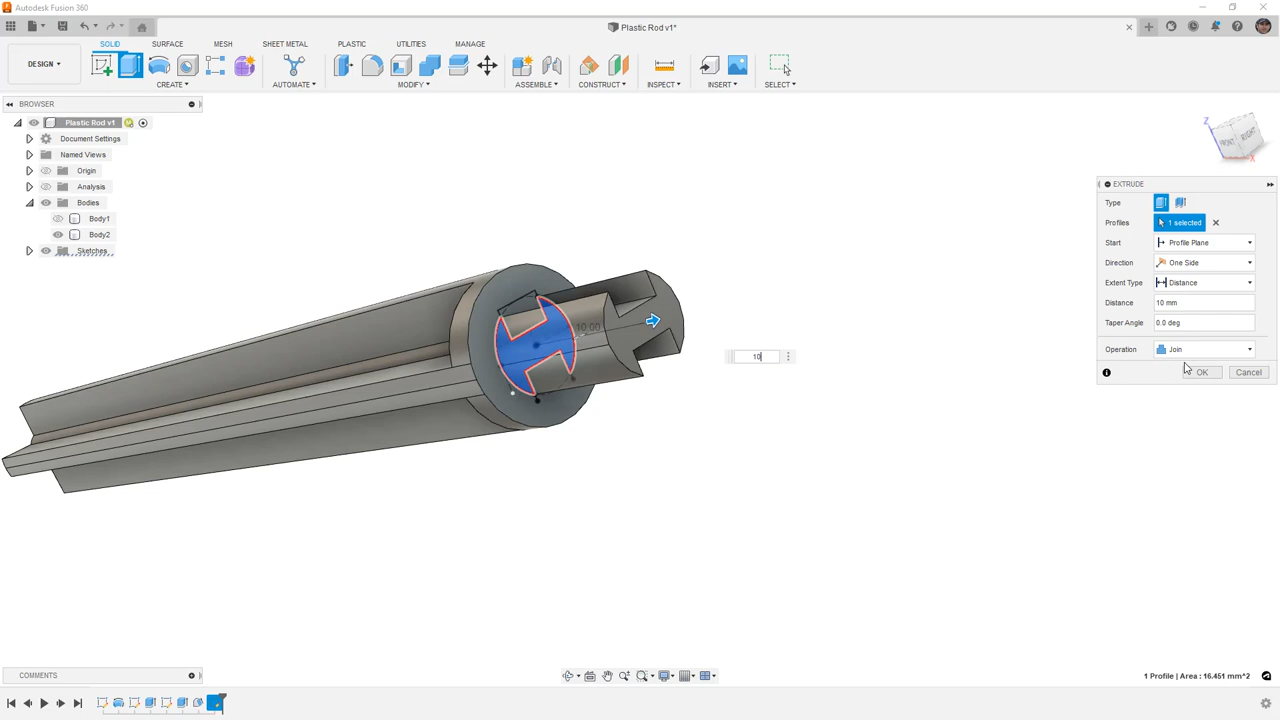 Autodesk Fusion 360
Plastic Rod v1*
SOLID SURFACE MESH SHEET METAL PLASTIC UTILITIES MANAGE
DESIGN
CREATE AUTOMATE MODIFY ASSEMBLE CONSTRUCT INSPECT INSERT SELECT
BROWSER
Plastic Rod v1
Document Settings
Named Views
Origin
Analysis
Bodies
Body1
Body2
Sketches
Z
FRONT RIGHT
X
10.00
10
EXTRUDE
Type
Profiles 1 selected
Start Profile Plane
Direction One Side
Extent Type Distance
Distance 10 mm
Taper Angle 0.0 deg
Operation Join
OK Cancel
COMMENTS
1 Profile | Area : 16.451 mm^2